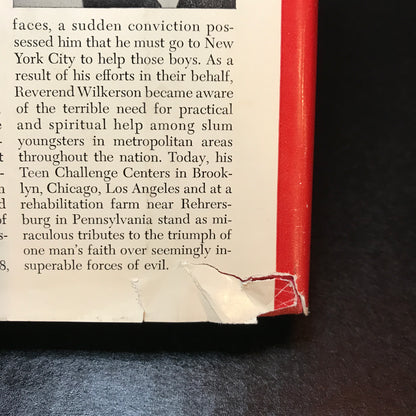 faces, a sudden conviction pos-
sessed him that he must go to New
York City to help those boys. As a
result of his efforts in their behalf,
Reverend Wilkerson became aware
of the terrible need for practical
and spiritual help among slum
youngsters in metropolitan areas
throughout the nation. Today, his
Teen Challenge Centers in Brook-
lyn, Chicago, Los Angeles and at a
rehabilitation farm near Rehrers-
burg in Pennsylvania stand as mi-
raculous tributes to the triumph of
one man's faith over seemingly in-
superable forces of evil.